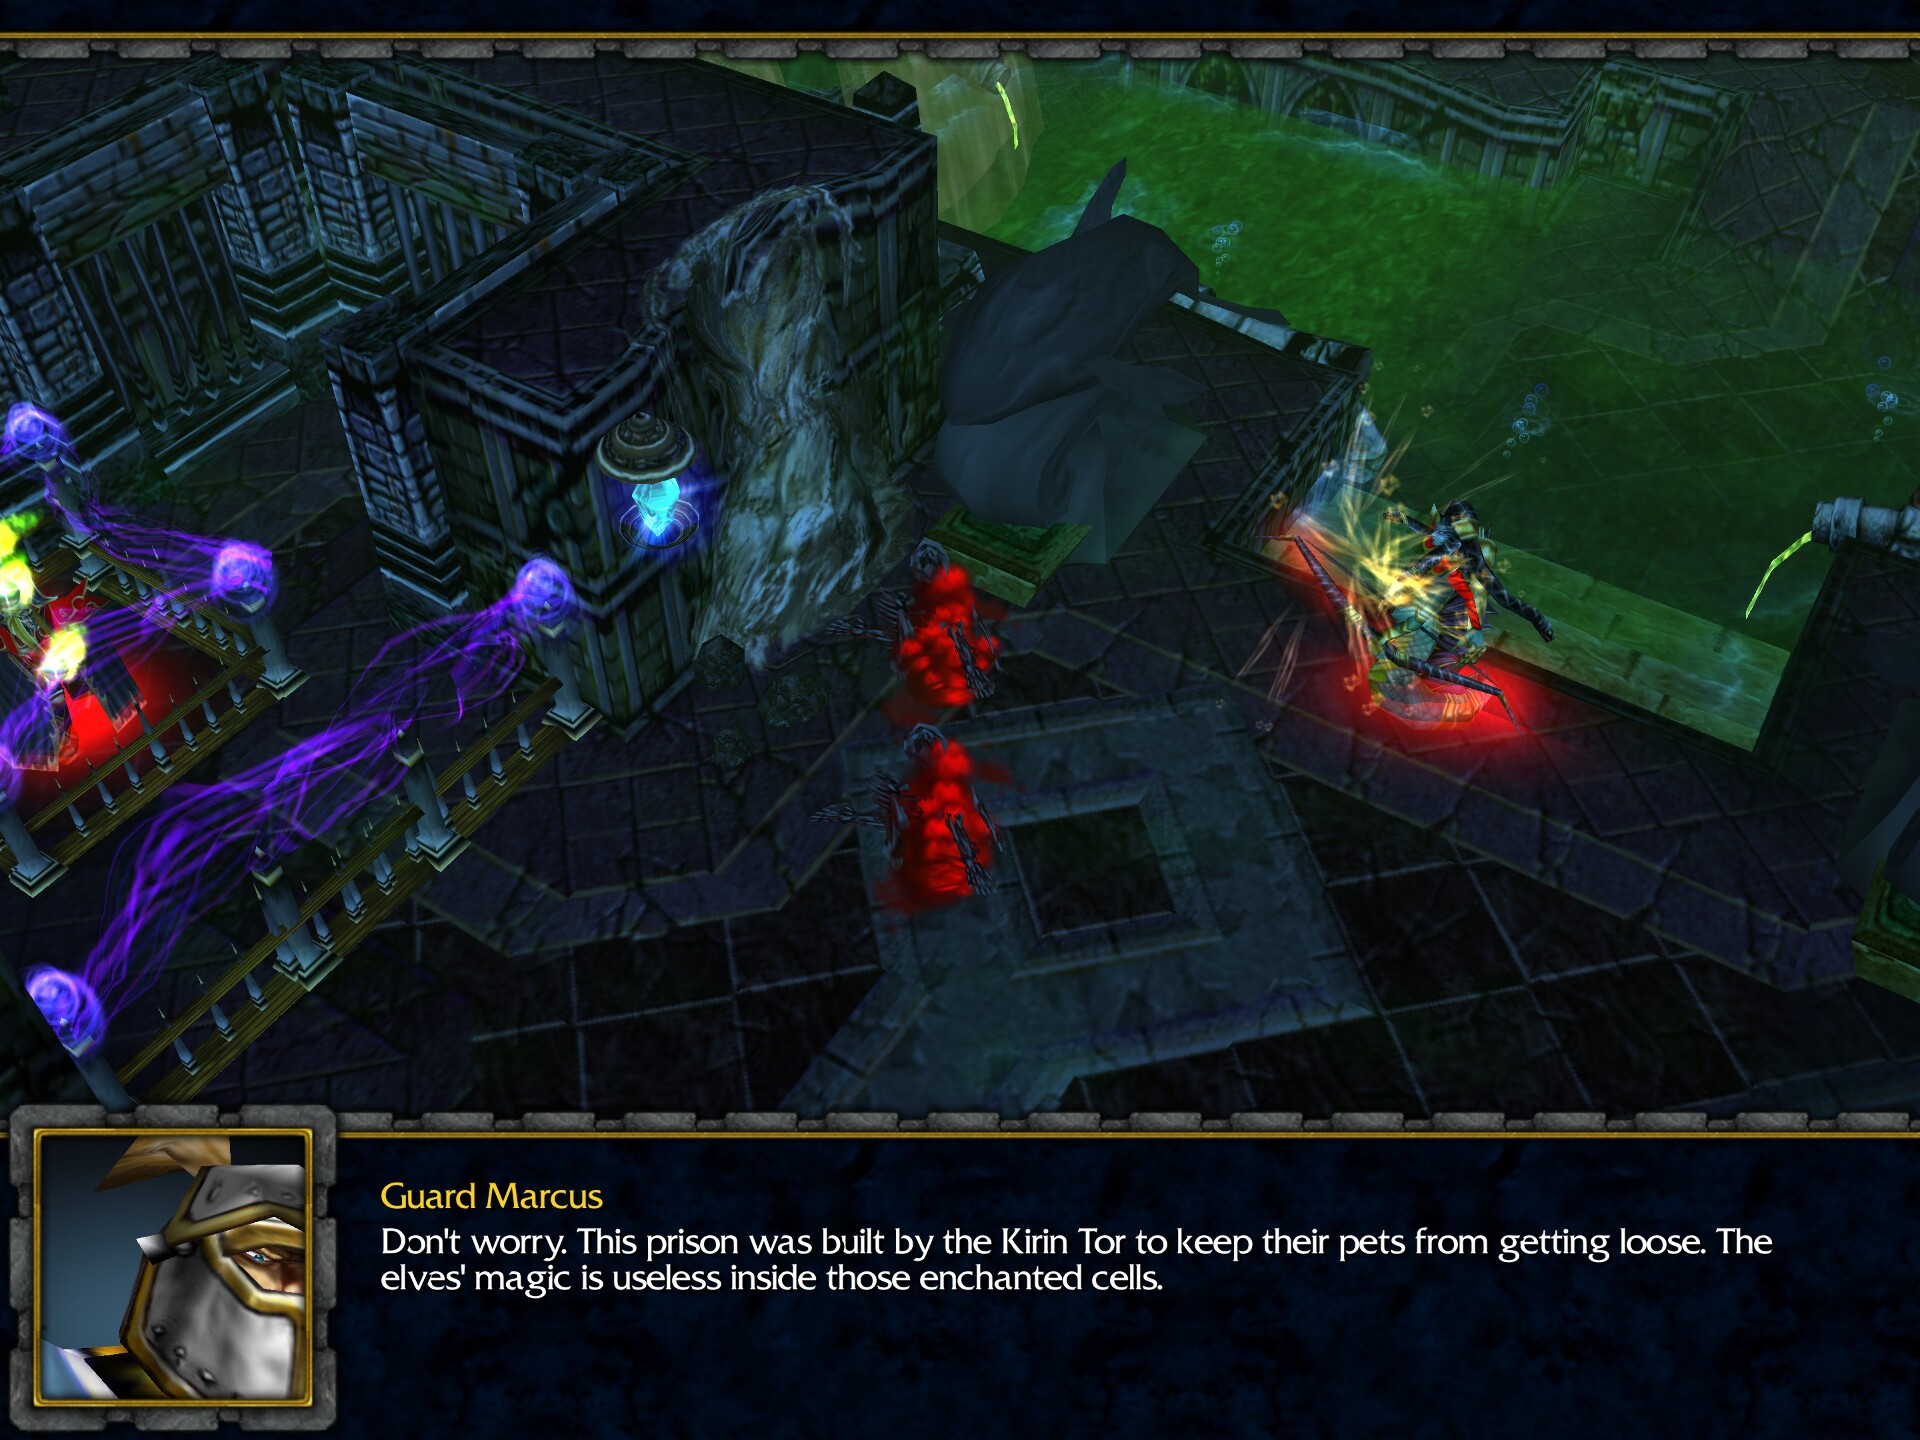 Guard Marcus
Don't worry. This prison was built by the Kirin Tor to keep their pets from getting loose. The
elves' magic is useless inside those enchanted cells.